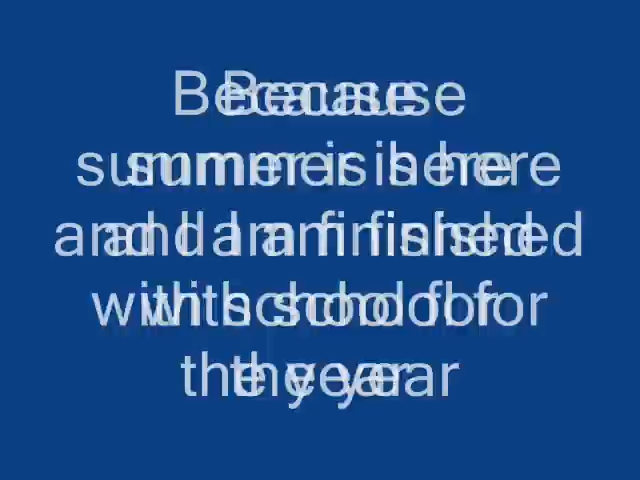 Because
summer is here
and I am finished
with school for
the year